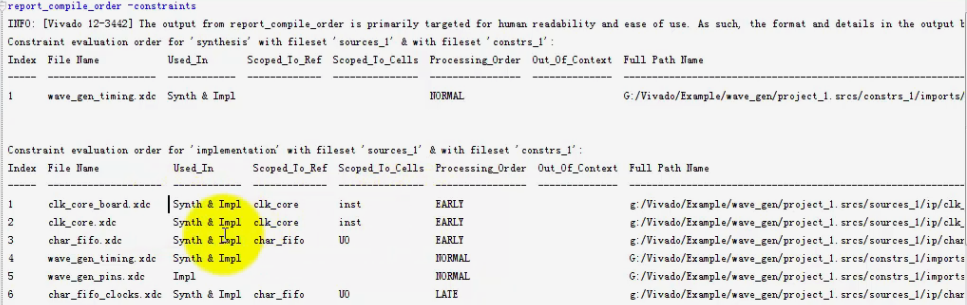 report_compile_order -constraints
INFO: [Vivado 12-3442] The output from report_compile_order is primarily targeted for human readability and ease of use. As such, the format and details in the output b
Constraint evaluation order for 'synthesis' with fileset 'sources_1' & with fileset 'constrs_1':
Index File Name Used_In Scoped_To_Ref Scoped_To_Cells Processing_Order Out_Of_Context Full Path Name
----- -------------------- -------------- ------------- --------------- ---------------- -------------- --------------------
1 wave_gen_timing.xdc Synth & Impl NORMAL G:/Vivado/Example/wave_gen/project_1.srcs/constrs_1/imports/
Constraint evaluation order for 'implementation' with fileset 'sources_1' & with fileset 'constrs_1':
Index File Name Used_In Scoped_To_Ref Scoped_To_Cells Processing_Order Out_Of_Context Full Path Name
----- -------------------- -------------- ------------- --------------- ---------------- -------------- --------------------
1 clk_core_board.xdc Synth & Impl clk_core inst EARLY g:/Vivado/Example/wave_gen/project_1.srcs/sources_1/ip/clk_
2 clk_core.xdc Synth & Impl clk_core inst EARLY g:/Vivado/Example/wave_gen/project_1.srcs/sources_1/ip/clk_
3 char_fifo.xdc Synth & Impl char_fifo U0 EARLY g:/Vivado/Example/wave_gen/project_1.srcs/sources_1/ip/char
4 wave_gen_timing.xdc Synth & Impl NORMAL G:/Vivado/Example/wave_gen/project_1.srcs/constrs_1/imports
5 wave_gen_pins.xdc Impl NORMAL G:/Vivado/Example/wave_gen/project_1.srcs/constrs_1/imports
6 char_fifo_clocks.xdc Synth & Impl char_fifo U0 LATE g:/Vivado/Example/wave_gen/project_1.srcs/sources_1/ip/char